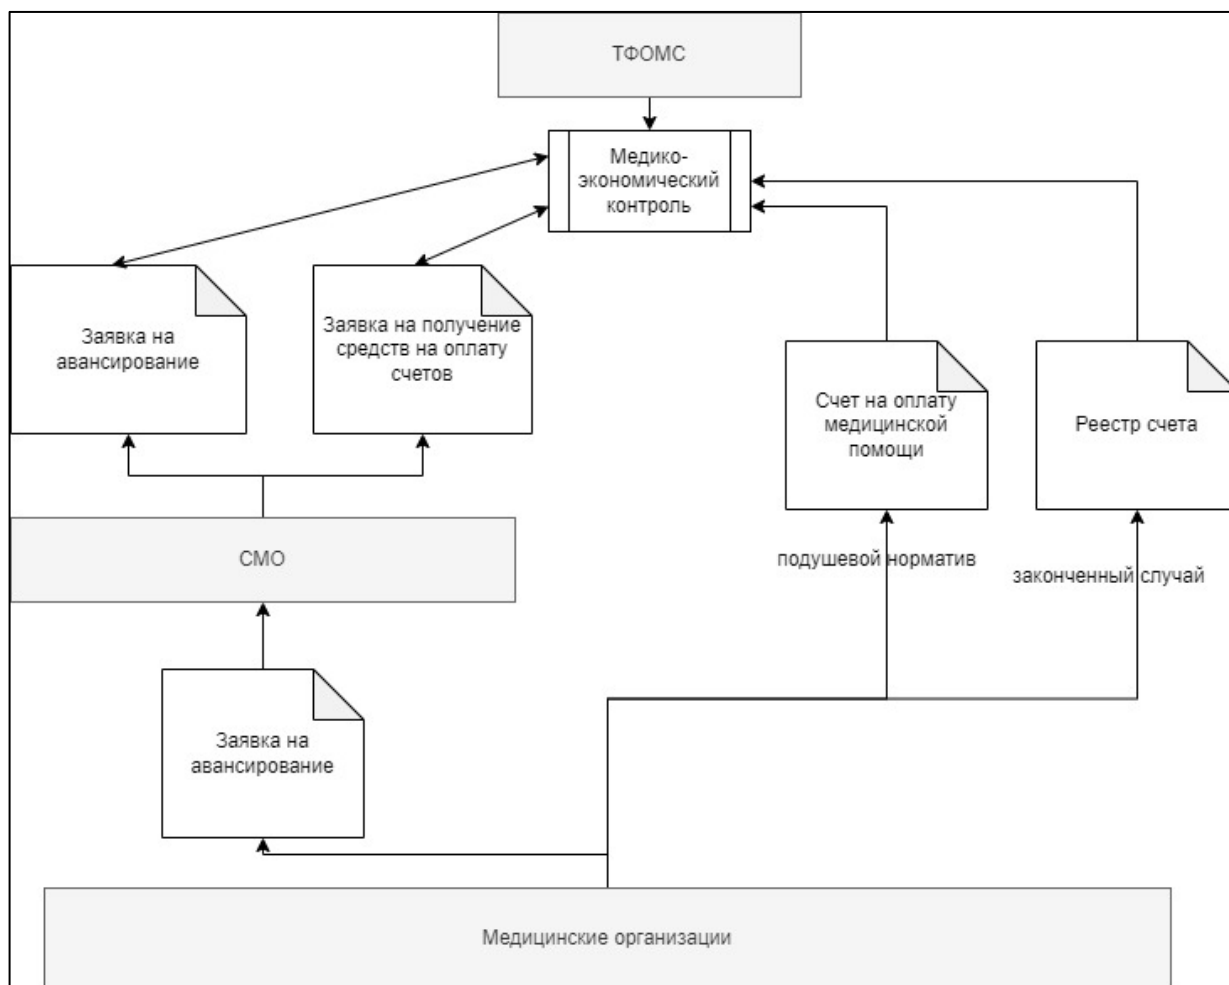 ТФОМС
Медико-
экономический
контроль
Заявка на
авансирование
Заявка на получение
средств на оплату
счетов
Счет на оплату
медицинской
помощи
Реестр счета
СМО
подушевой норматив
законченный случай
Заявка на
авансирование
Медицинские организации